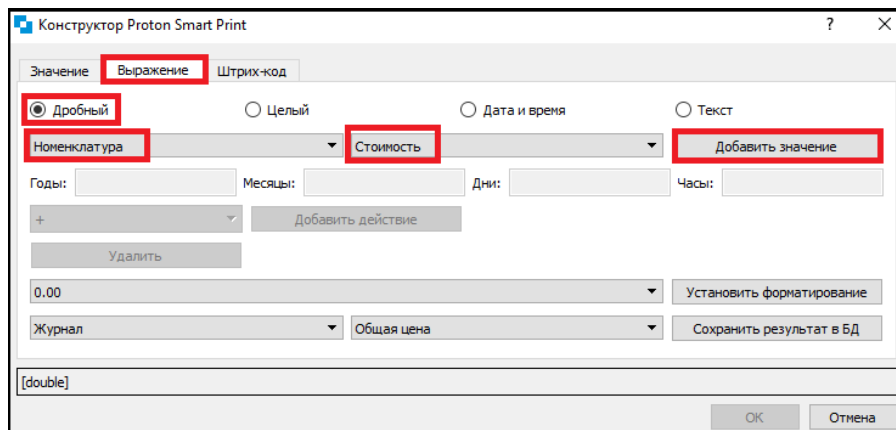 Конструктор Proton Smart Print ? ✕
Значение Выражение Штрих-код
Дробный Целый Дата и время Текст
Номенклатура Стоимость Добавить значение
Годы: Месяцы: Дни: Часы:
+ Добавить действие
Удалить
0.00 Установить форматирование
Журнал Общая цена Сохранить результат в БД
[double]
OK Отмена